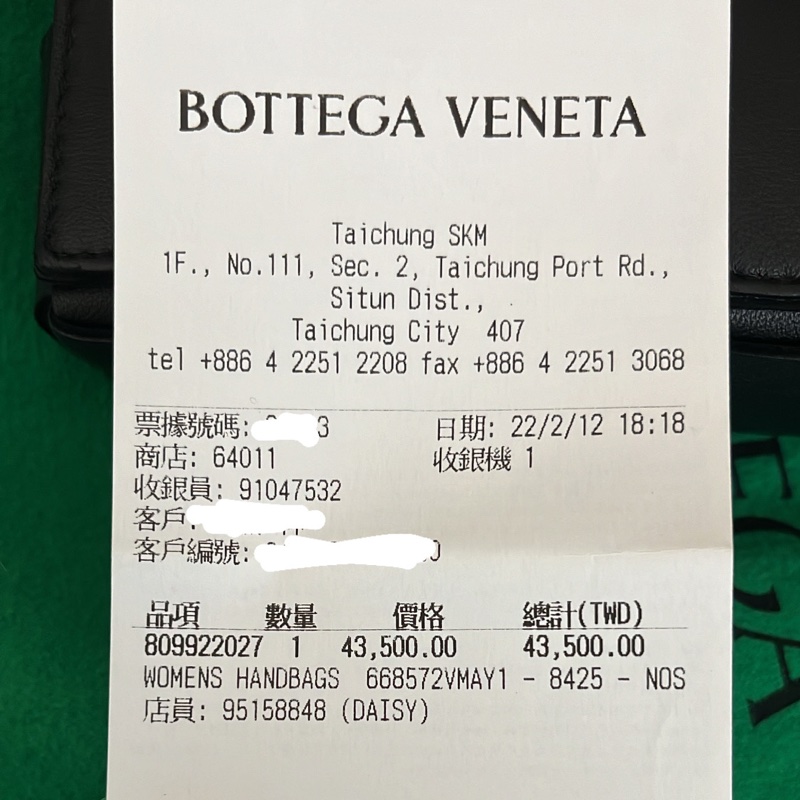 BOTTEGA VENETA
Taichung SKM
1F., No.111, Sec. 2, Taichung Port Rd.,
Situn Dist.,
Taichung City 407
tel +886 4 2251 2208 fax +886 4 2251 3068
票據號碼: 3 日期: 22/2/12 18:18
商店: 64011 收銀機 1
收銀員: 91047532
客戶:
客戶編號: 0
品項 數量 價格 總計(TWD)
809922027 1 43,500.00 43,500.00
WOMENS HANDBAGS 668572VMAY1 - 8425 - NOS
店員: 95158848 (DAISY)